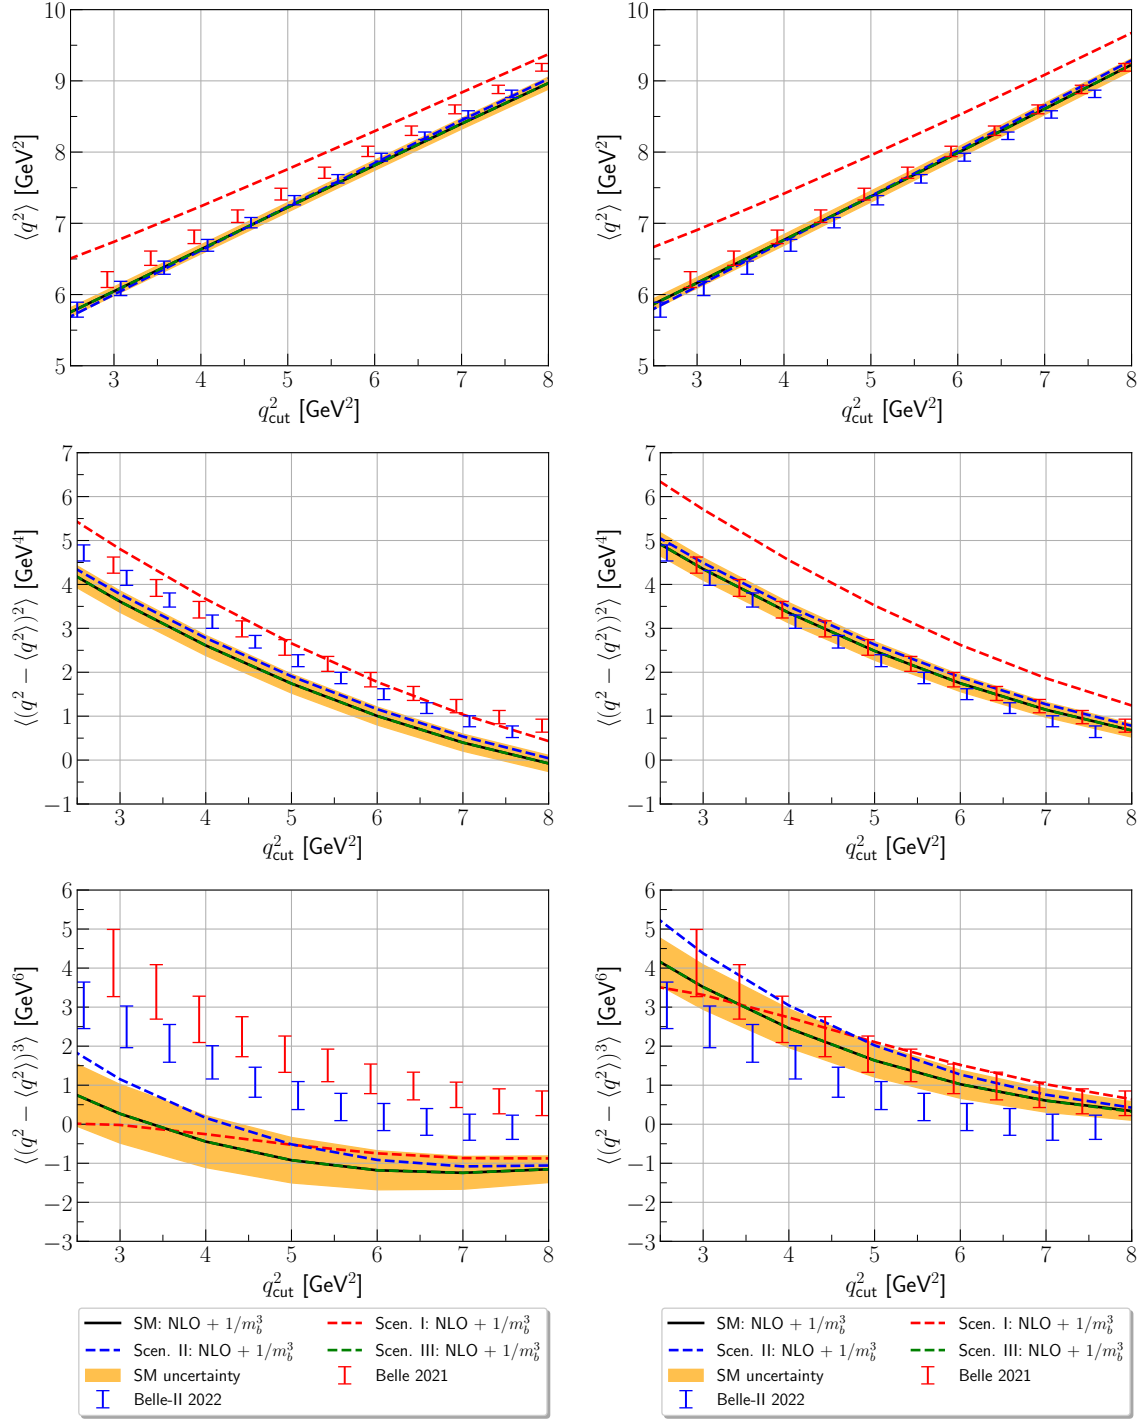 10
9
8
7
6
5
⟨q²⟩ [GeV²]
3 4 5 6 7 8
q²cut [GeV²]
10
9
8
7
6
5
⟨q²⟩ [GeV²]
3 4 5 6 7 8
q²cut [GeV²]
7
6
5
4
3
2
1
0
−1
⟨(q² − ⟨q²⟩)²⟩ [GeV⁴]
3 4 5 6 7 8
q²cut [GeV²]
7
6
5
4
3
2
1
0
−1
⟨(q² − ⟨q²⟩)²⟩ [GeV⁴]
3 4 5 6 7 8
q²cut [GeV²]
6
5
4
3
2
1
0
−1
−2
−3
⟨(q² − ⟨q²⟩)³⟩ [GeV⁶]
3 4 5 6 7 8
q²cut [GeV²]
6
5
4
3
2
1
0
−1
−2
−3
⟨(q² − ⟨q²⟩)³⟩ [GeV⁶]
3 4 5 6 7 8
q²cut [GeV²]
SM: NLO + 1/m³b
Scen. II: NLO + 1/m³b
SM uncertainty
Belle-II 2022
Scen. I: NLO + 1/m³b
Scen. III: NLO + 1/m³b
Belle 2021
SM: NLO + 1/m³b
Scen. II: NLO + 1/m³b
SM uncertainty
Belle-II 2022
Scen. I: NLO + 1/m³b
Scen. III: NLO + 1/m³b
Belle 2021